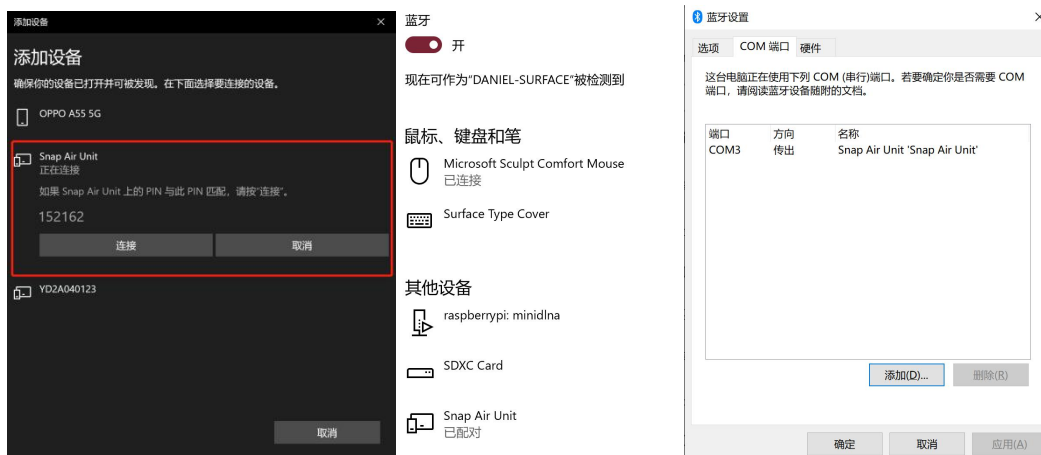 添加设备
添加设备
确保你的设备已打开并可被发现。在下面选择要连接的设备。
OPPO A55 5G
Snap Air Unit
正在连接
如果 Snap Air Unit 上的 PIN 与此 PIN 匹配，请按"连接"。
152162
连接
取消
YD2A040123
取消
蓝牙
开
现在可作为"DANIEL-SURFACE"被检测到
鼠标、键盘和笔
Microsoft Sculpt Comfort Mouse
已连接
Surface Type Cover
其他设备
raspberrypi: minidlna
SDXC Card
Snap Air Unit
已配对
蓝牙设置
选项 COM 端口 硬件
这台电脑正在使用下列 COM (串行)端口。若要确定你是否需要 COM
端口，请阅读蓝牙设备随附的文档。
端口 方向 名称
COM3 传出 Snap Air Unit 'Snap Air Unit'
添加(D)... 删除(R)
确定 取消 应用(A)